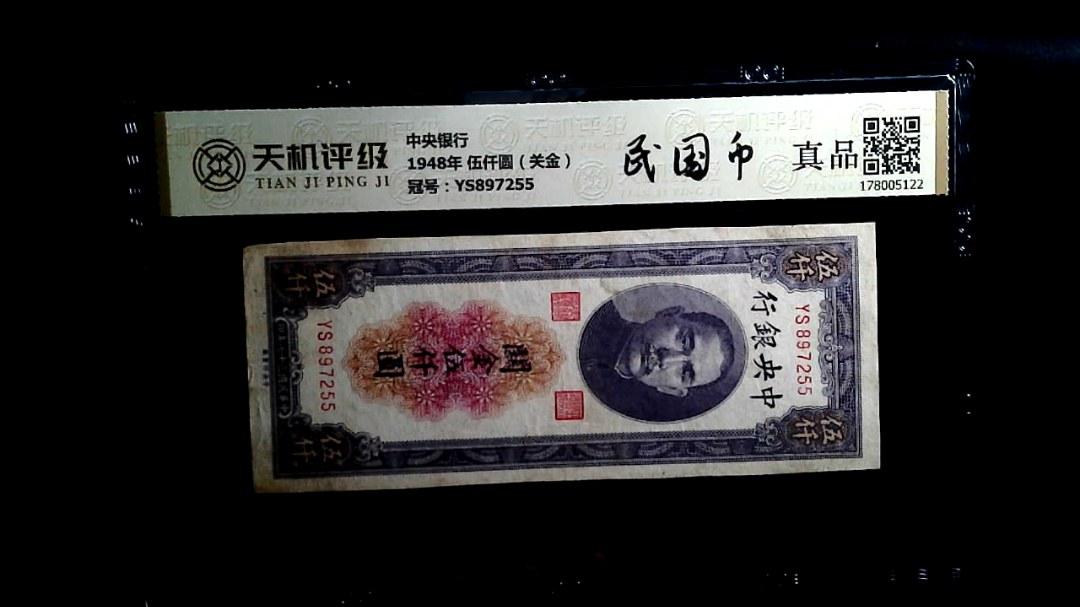 天机评级
TIAN JI PING JI
中央银行
1948年 伍仟圆（关金）
冠号：YS897255
民国币
真品
178005122
伍仟
伍仟
YS897255
中央銀行
YS897255
關金伍仟圓
伍仟
伍仟